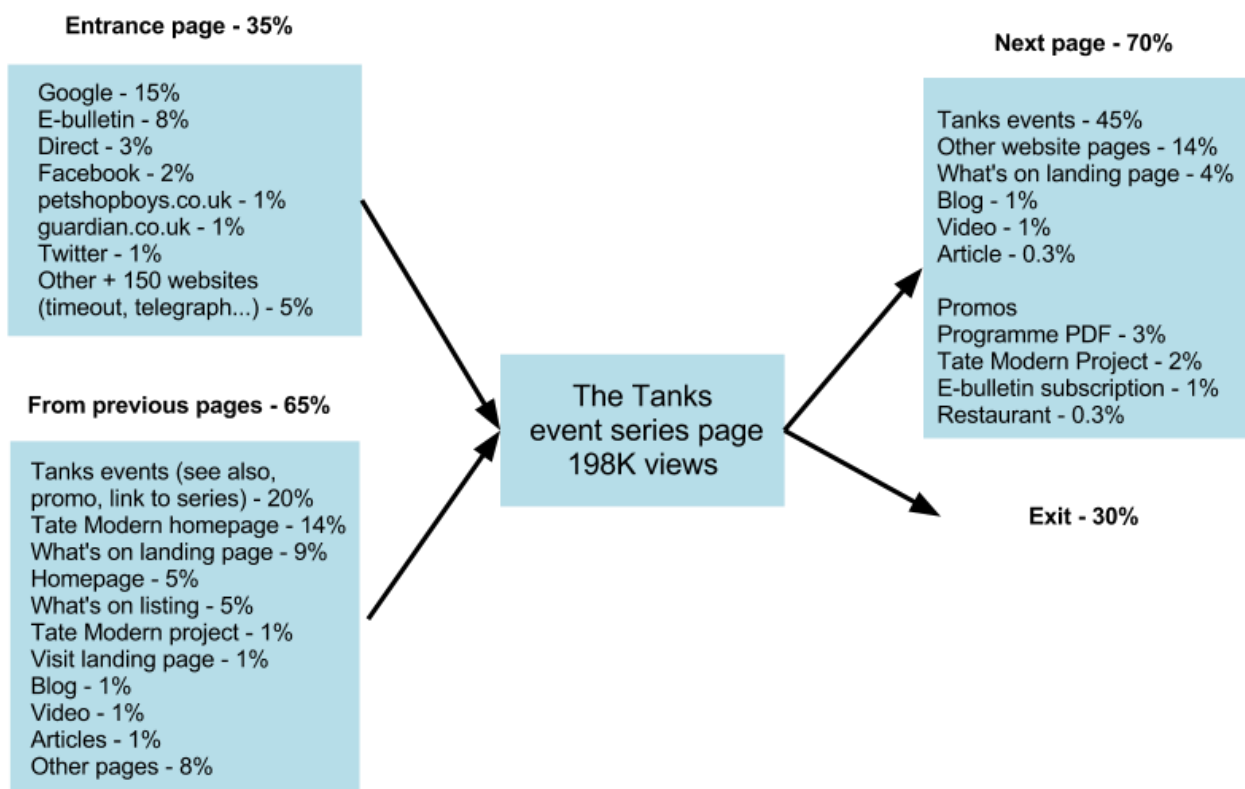 Entrance page - 35%
Google - 15%
E-bulletin - 8%
Direct - 3%
Facebook - 2%
petshopboys.co.uk - 1%
guardian.co.uk - 1%
Twitter - 1%
Other + 150 websites
(timeout, telegraph...) - 5%
From previous pages - 65%
Tanks events (see also,
promo, link to series) - 20%
Tate Modern homepage - 14%
What's on landing page - 9%
Homepage - 5%
What's on listing - 5%
Tate Modern project - 1%
Visit landing page - 1%
Blog - 1%
Video - 1%
Articles - 1%
Other pages - 8%
The Tanks
event series page
198K views
Next page - 70%
Tanks events - 45%
Other website pages - 14%
What's on landing page - 4%
Blog - 1%
Video - 1%
Article - 0.3%
Promos
Programme PDF - 3%
Tate Modern Project - 2%
E-bulletin subscription - 1%
Restaurant - 0.3%
Exit - 30%